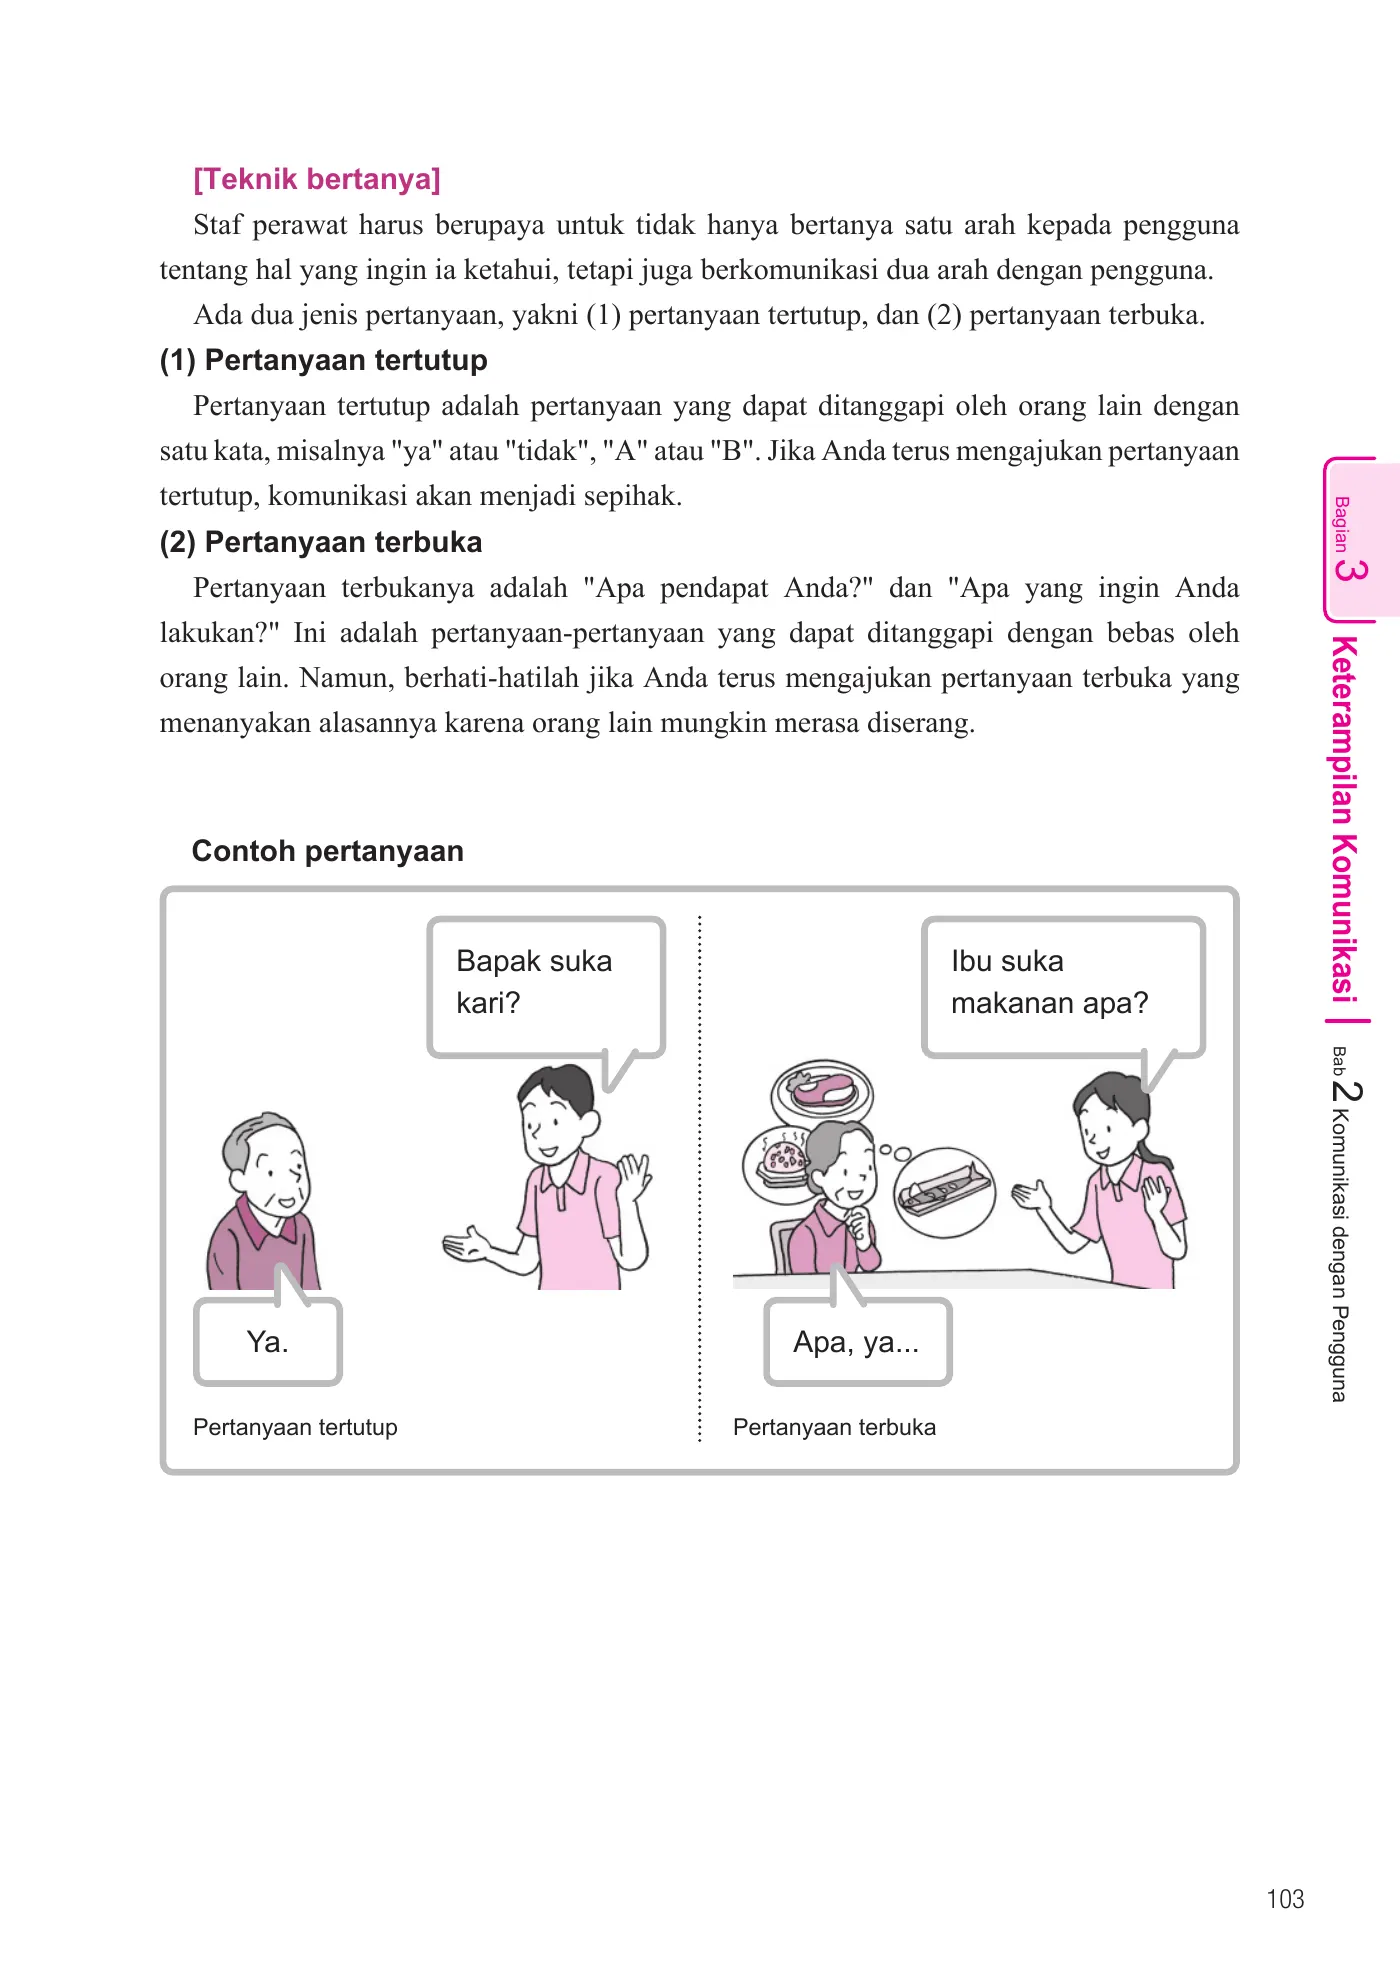 [Teknik bertanya]
Staf perawat harus berupaya untuk tidak hanya bertanya satu arah kepada pengguna
tentang hal yang ingin ia ketahui, tetapi juga berkomunikasi dua arah dengan pengguna.
Ada dua jenis pertanyaan, yakni (1) pertanyaan tertutup, dan (2) pertanyaan terbuka.
(1) Pertanyaan tertutup
Pertanyaan tertutup adalah pertanyaan yang dapat ditanggapi oleh orang lain dengan
satu kata, misalnya "ya" atau "tidak", "A" atau "B". Jika Anda terus mengajukan pertanyaan
tertutup, komunikasi akan menjadi sepihak.
(2) Pertanyaan terbuka
Pertanyaan terbukanya adalah "Apa pendapat Anda?" dan "Apa yang ingin Anda
lakukan?" Ini adalah pertanyaan-pertanyaan yang dapat ditanggapi dengan bebas oleh
orang lain. Namun, berhati-hatilah jika Anda terus mengajukan pertanyaan terbuka yang
menanyakan alasannya karena orang lain mungkin merasa diserang.
Contoh pertanyaan
Bapak suka
kari?
Ya.
Pertanyaan tertutup
Ibu suka
makanan apa?
Apa, ya...
Pertanyaan terbuka
Bagian 3 Keterampilan Komunikasi
Bab 2 Komunikasi dengan Pengguna
103